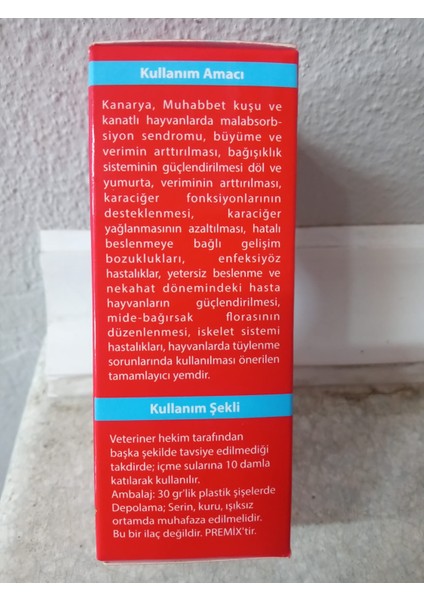 Kullanım Amacı
Kanarya, Muhabbet kuşu ve
kanatlı hayvanlarda malabsorb-
siyon sendromu, büyüme ve
verimin arttırılması, bağışıklık
sisteminin güçlendirilmesi döl ve
yumurta, veriminin arttırılması,
karaciğer fonksiyonlarının
desteklenmesi, karaciğer
yağlanmasının azaltılması, hatalı
beslenmeye bağlı gelişim
bozuklukları, enfeksiyöz
hastalıklar, yetersiz beslenme ve
nekahat dönemindeki hasta
hayvanların güçlendirilmesi,
mide-bağırsak florasının
düzenlenmesi, iskelet sistemi
hastalıkları, hayvanlarda tüylenme
sorunlarında kullanılması önerilen
tamamlayıcı yemdir.
Kullanım Şekli
Veteriner hekim tarafından
başka şekilde tavsiye edilmediği
takdirde; içme sularına 10 damla
katılarak kullanılır.
Ambalaj: 30 gr'lik plastik şişelerde
Depolama; Serin, kuru, ışıksız
ortamda muhafaza edilmelidir.
Bu bir ilaç değildir. PREMİX'tir.